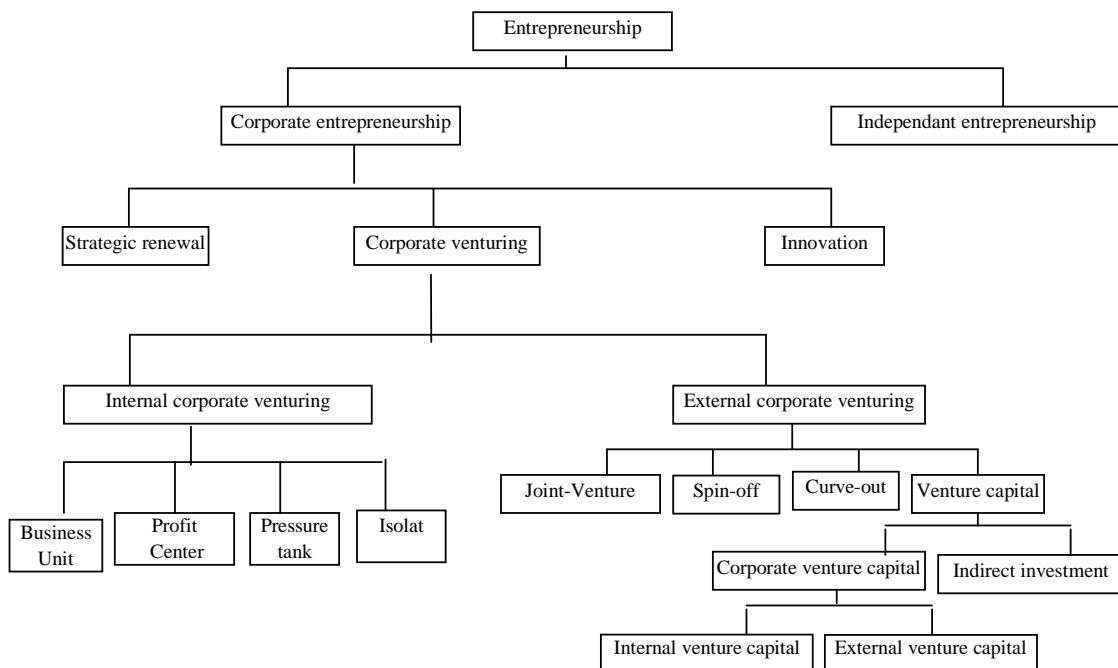 Entrepreneurship
Corporate entrepreneurship
Independant entrepreneurship
Strategic renewal
Corporate venturing
Innovation
Internal corporate venturing
External corporate venturing
Business
Unit
Profit
Center
Pressure
tank
Isolat
Joint-Venture
Spin-off
Curve-out
Venture capital
Corporate venture capital
Indirect investment
Internal venture capital
External venture capital